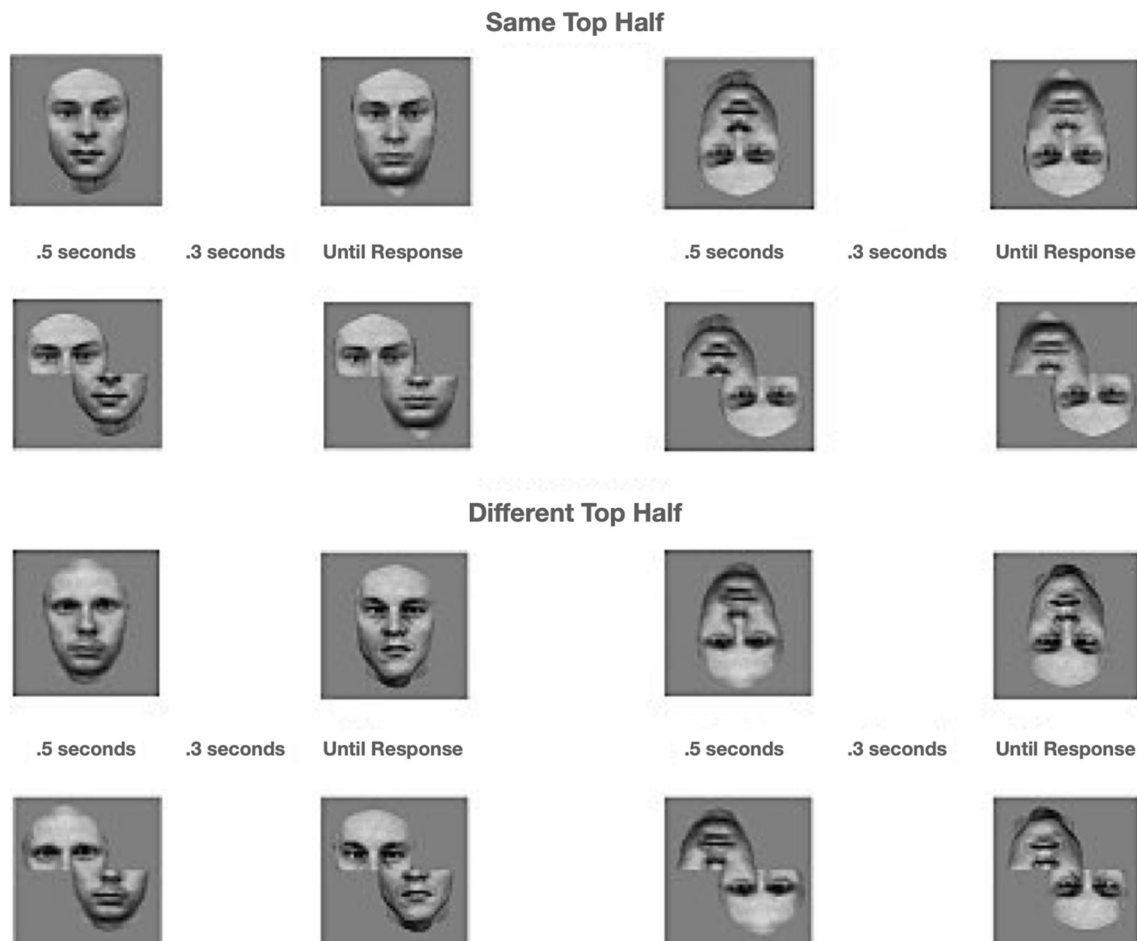 Same Top Half
.5 seconds .3 seconds Until Response .5 seconds .3 seconds Until Response
Different Top Half
.5 seconds .3 seconds Until Response .5 seconds .3 seconds Until Response